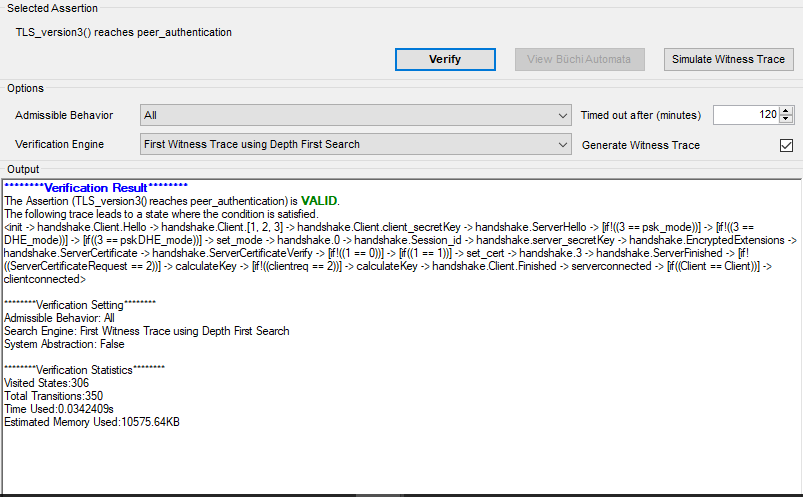 Selected Assertion
TLS_version3() reaches peer_authentication
Verify View Büchi Automata Simulate Witness Trace
Options
Admissible Behavior All Timed out after (minutes) 120
Verification Engine First Witness Trace using Depth First Search Generate Witness Trace
Output
********Verification Result********
The Assertion (TLS_version3() reaches peer_authentication) is VALID.
The following trace leads to a state where the condition is satisfied.
<init -> handshake.Client.Hello -> handshake.Client.[1, 2, 3] -> handshake.Client.client_secretKey -> handshake.ServerHello -> [if!((3 == psk_mode))] -> [if!((3 ==
DHE_mode))] -> [if((3 == pskDHE_mode))] -> set_mode -> handshake.0 -> handshake.Session_id -> handshake.server_secretKey -> handshake.EncryptedExtensions ->
handshake.ServerCertificate -> handshake.ServerCertificateVerify -> [if!((1 == 0))] -> [if((1 == 1))] -> set_cert -> handshake.3 -> handshake.ServerFinished -> [if!
((ServerCertificateRequest == 2))] -> calculateKey -> [if!((clientreq == 2))] -> calculateKey -> handshake.Client.Finished -> serverconnected -> [if((Client == Client))] ->
clientconnected>
********Verification Setting********
Admissible Behavior: All
Search Engine: First Witness Trace using Depth First Search
System Abstraction: False
********Verification Statistics********
Visited States:306
Total Transitions:350
Time Used:0.0342409s
Estimated Memory Used:10575.64KB